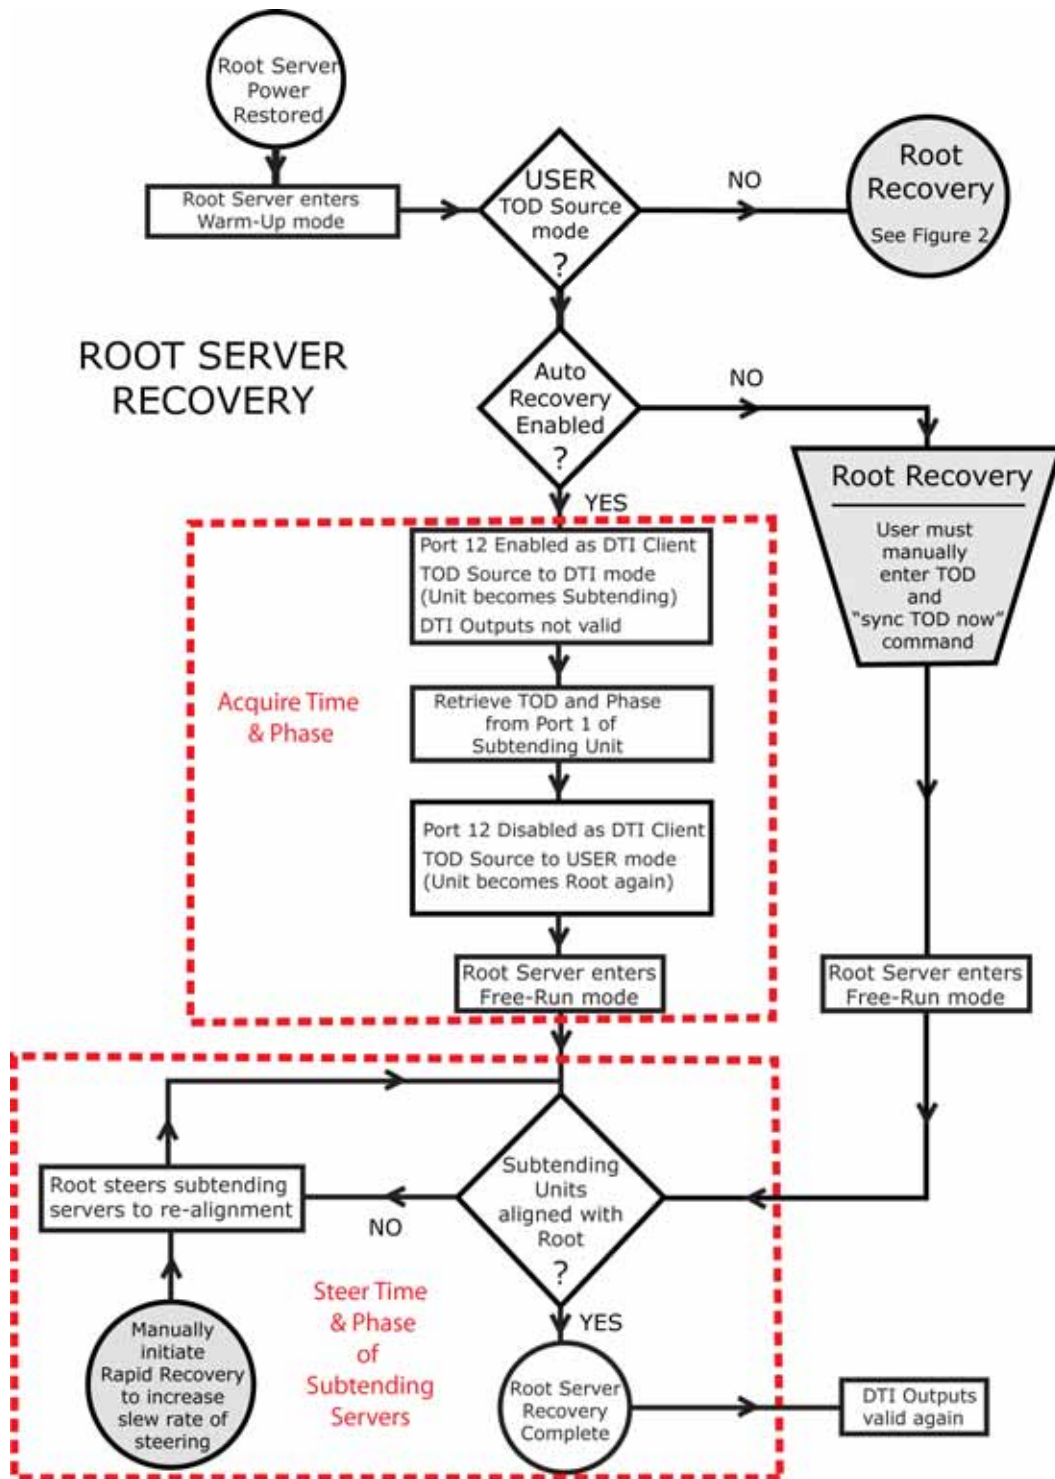 Root Server
Power
Restored
Root Server enters
Warm-Up mode
USER
TOD Source
mode
?
NO
Root
Recovery
See Figure 2
ROOT SERVER
RECOVERY
Auto
Recovery
Enabled
?
NO
YES
Root Recovery
User must
manually
enter TOD
and
"sync TOD now"
command
Port 12 Enabled as DTI Client
TOD Source to DTI mode
(Unit becomes Subtending)
DTI Outputs not valid
Acquire Time
& Phase
Retrieve TOD and Phase
from Port 1 of
Subtending Unit
Port 12 Disabled as DTI Client
TOD Source to USER mode
(Unit becomes Root again)
Root Server enters
Free-Run mode
Root Server enters
Free-Run mode
Subtending
Units
aligned with
Root
?
NO
Root steers subtending
servers to re-alignment
Manually
initiate
Rapid Recovery
to increase
slew rate of
steering
Steer Time
& Phase
of
Subtending
Servers
YES
Root Server
Recovery
Complete
DTI Outputs
valid again